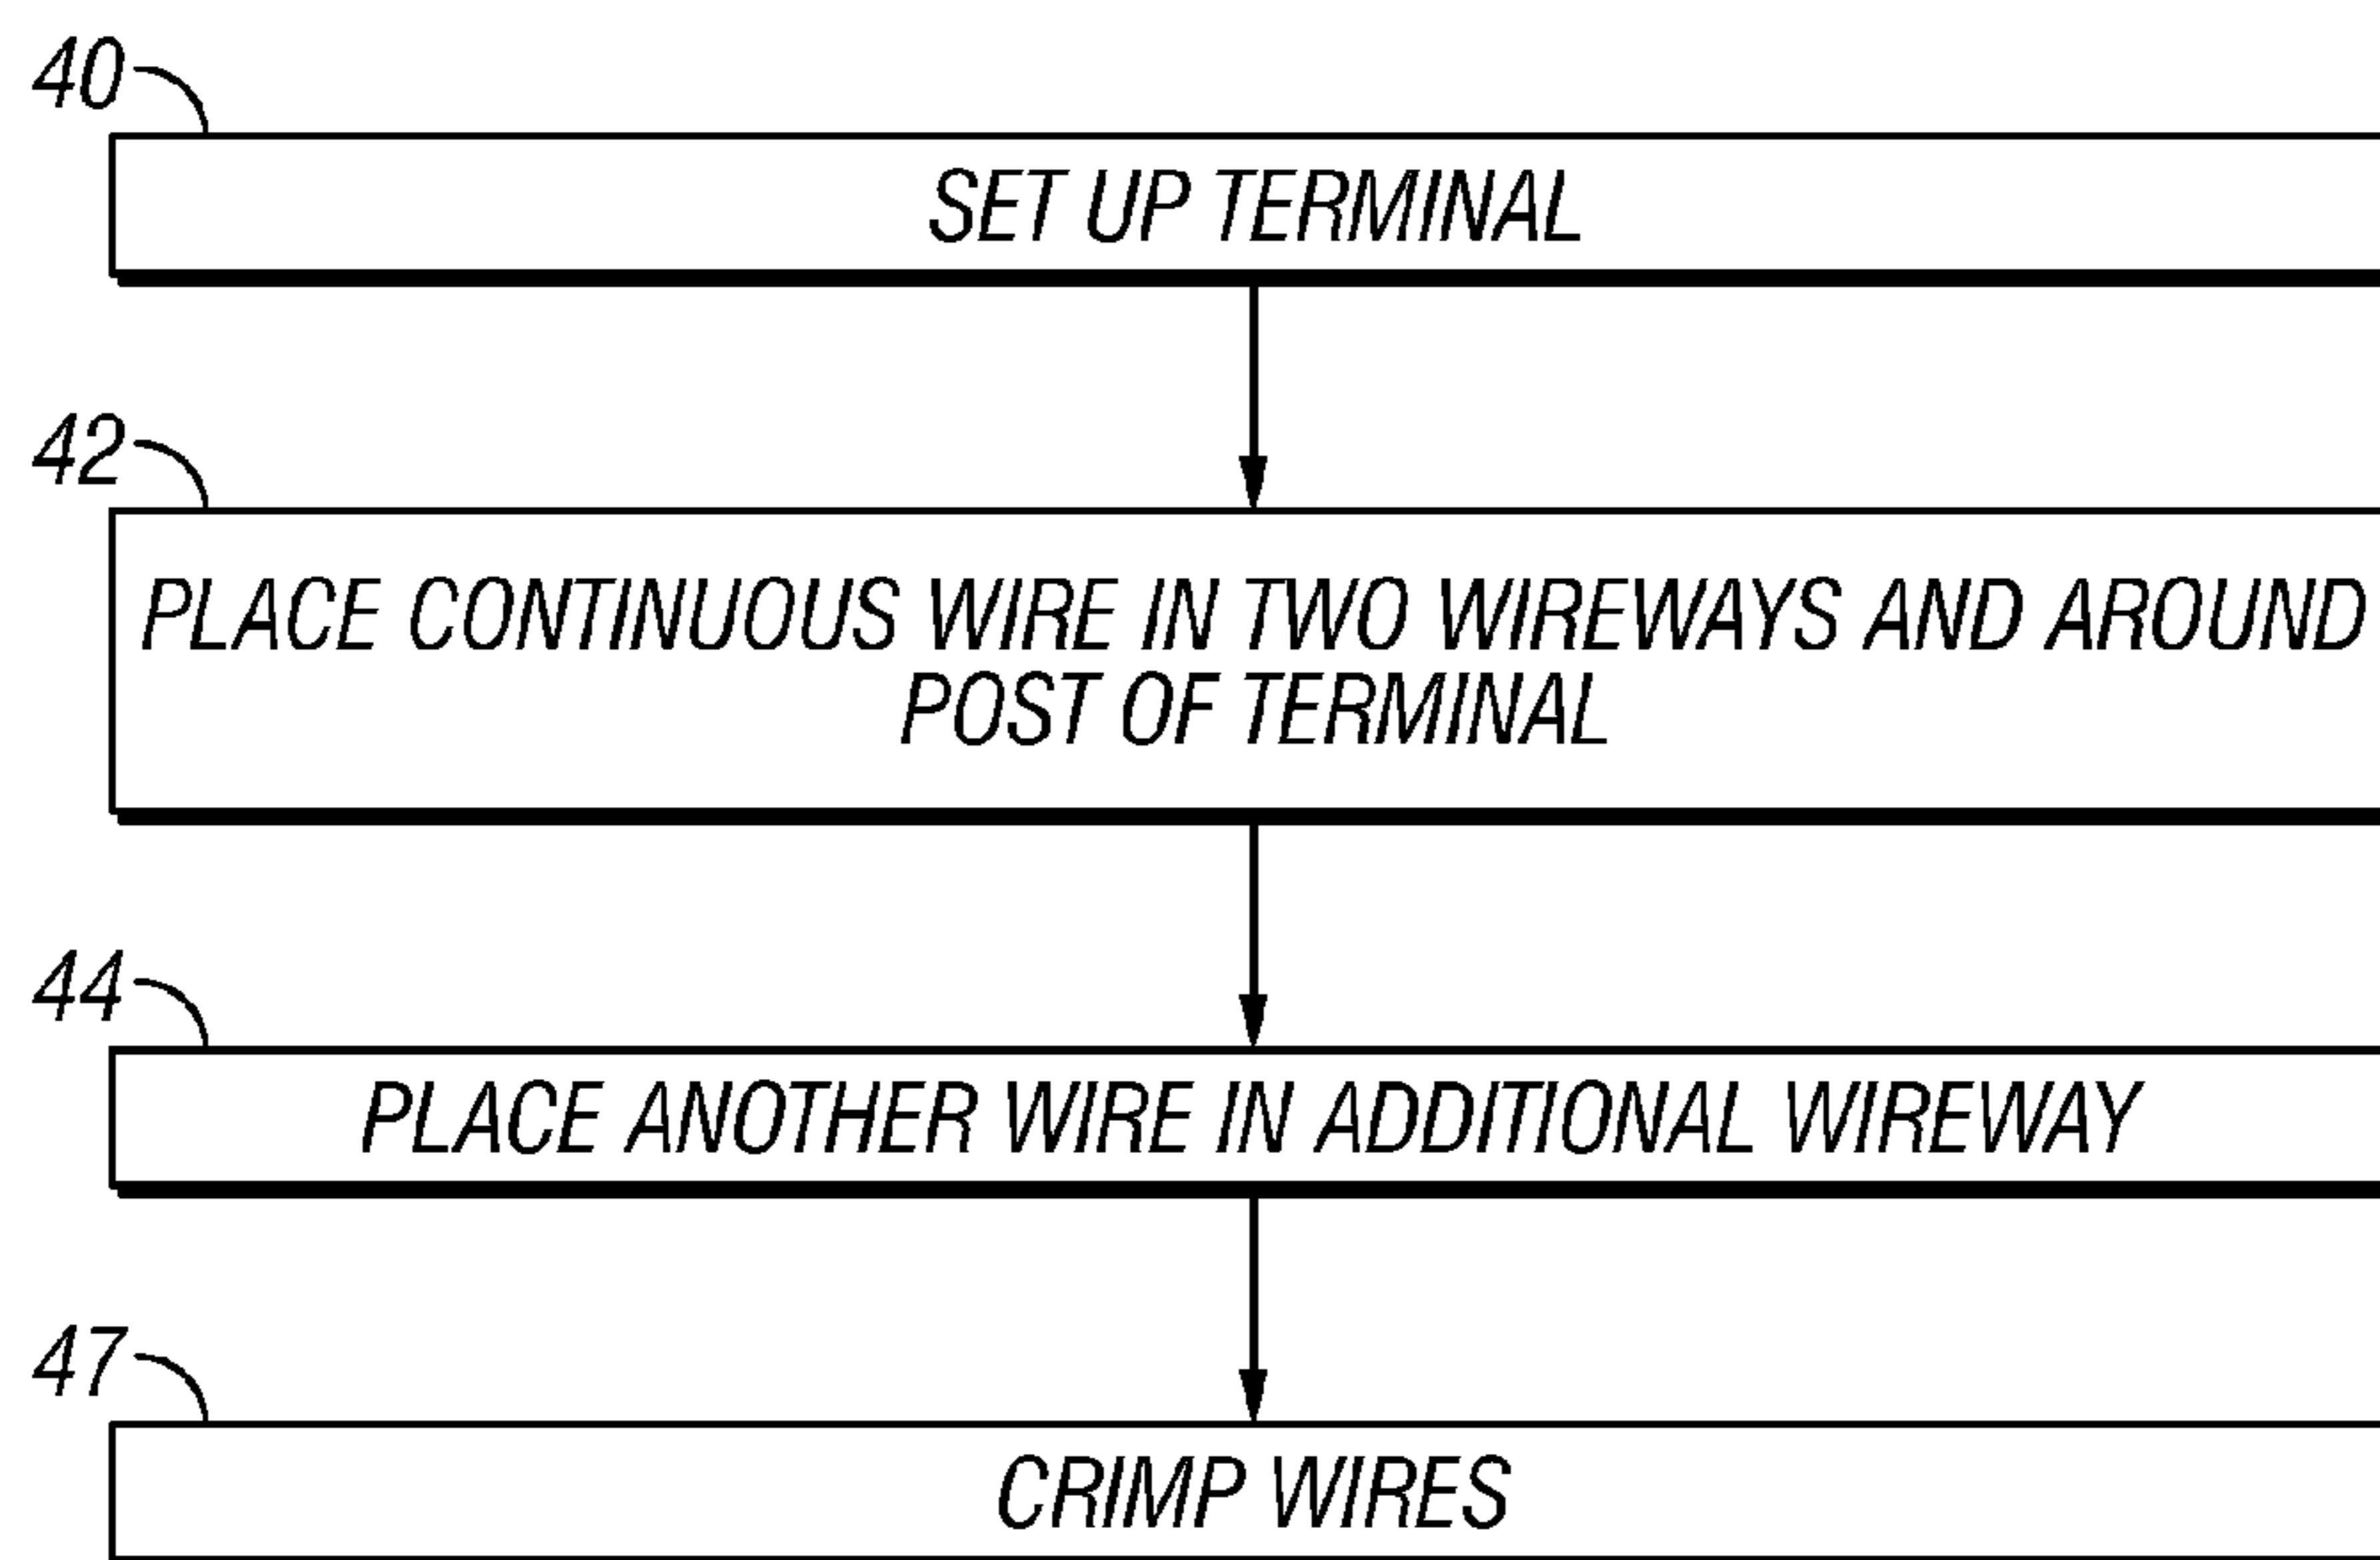 40
SET UP TERMINAL
42
PLACE CONTINUOUS WIRE IN TWO WIREWAYS AND AROUND
POST OF TERMINAL
44
PLACE ANOTHER WIRE IN ADDITIONAL WIREWAY
47
CRIMP WIRES